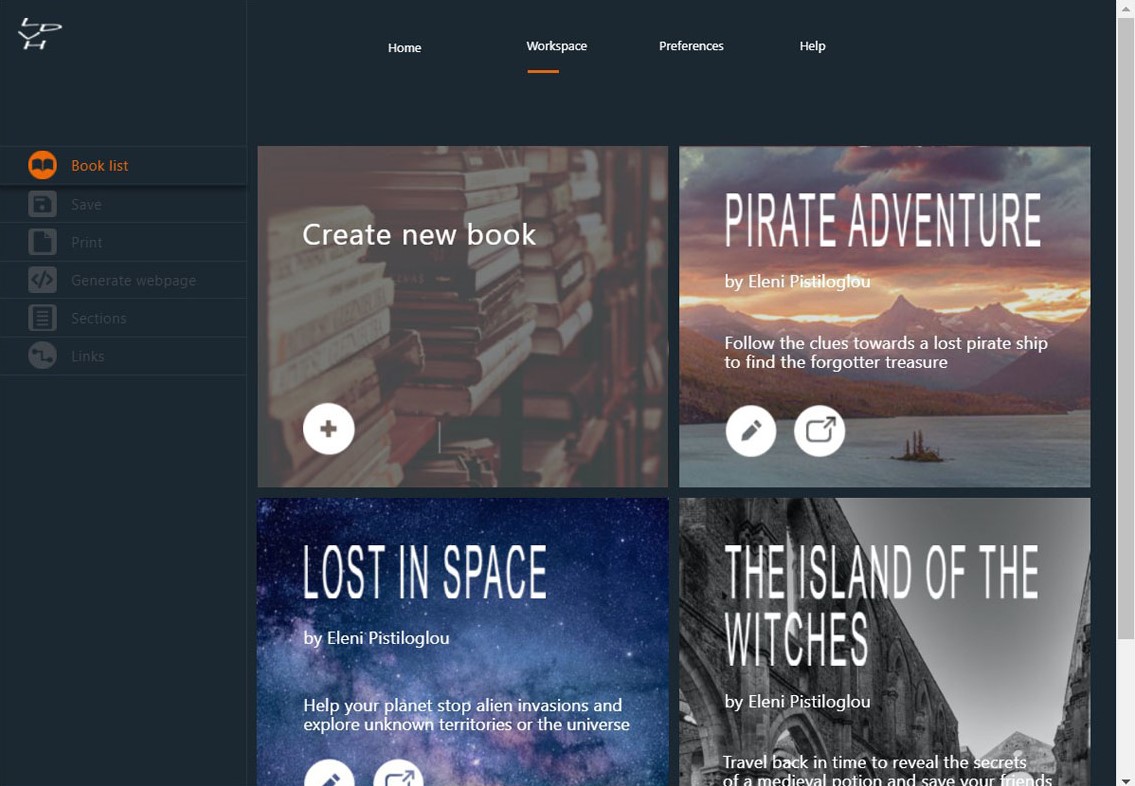 LDVH
Home
Workspace
Preferences
Help
Book list
Save
Print
Generate webpage
Sections
Links
Create new book
PIRATE ADVENTURE
by Eleni Pistiloglou
Follow the clues towards a lost pirate ship
to find the forgotter treasure
LOST IN SPACE
by Eleni Pistiloglou
Help your planet stop alien invasions and
explore unknown territories or the universe
THE ISLAND OF THE
WITCHES
by Eleni Pistiloglou
Travel back in time to reveal the secrets
of a medieval potion and save your friends